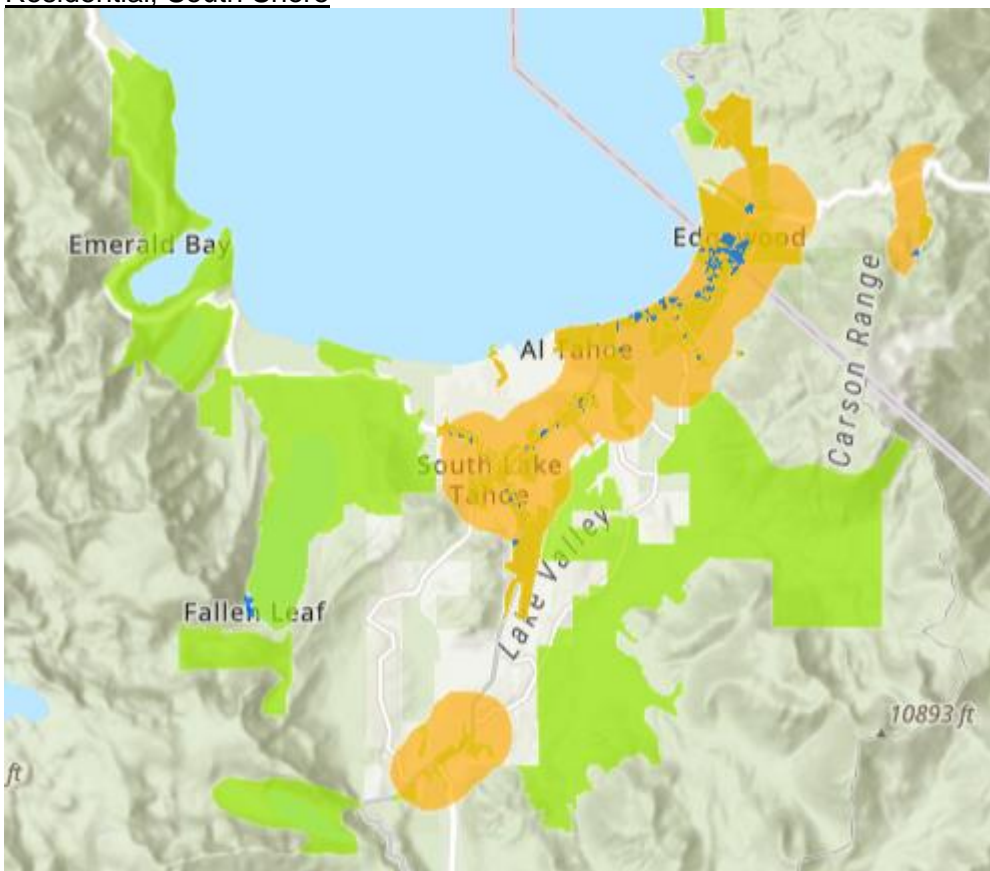 Residential, South Shore
Emerald Bay
Edgewood
Carson Range
Al Tahoe
South Lake
Tahoe
Lake Valley
Fallen Leaf
10893 ft
ft)